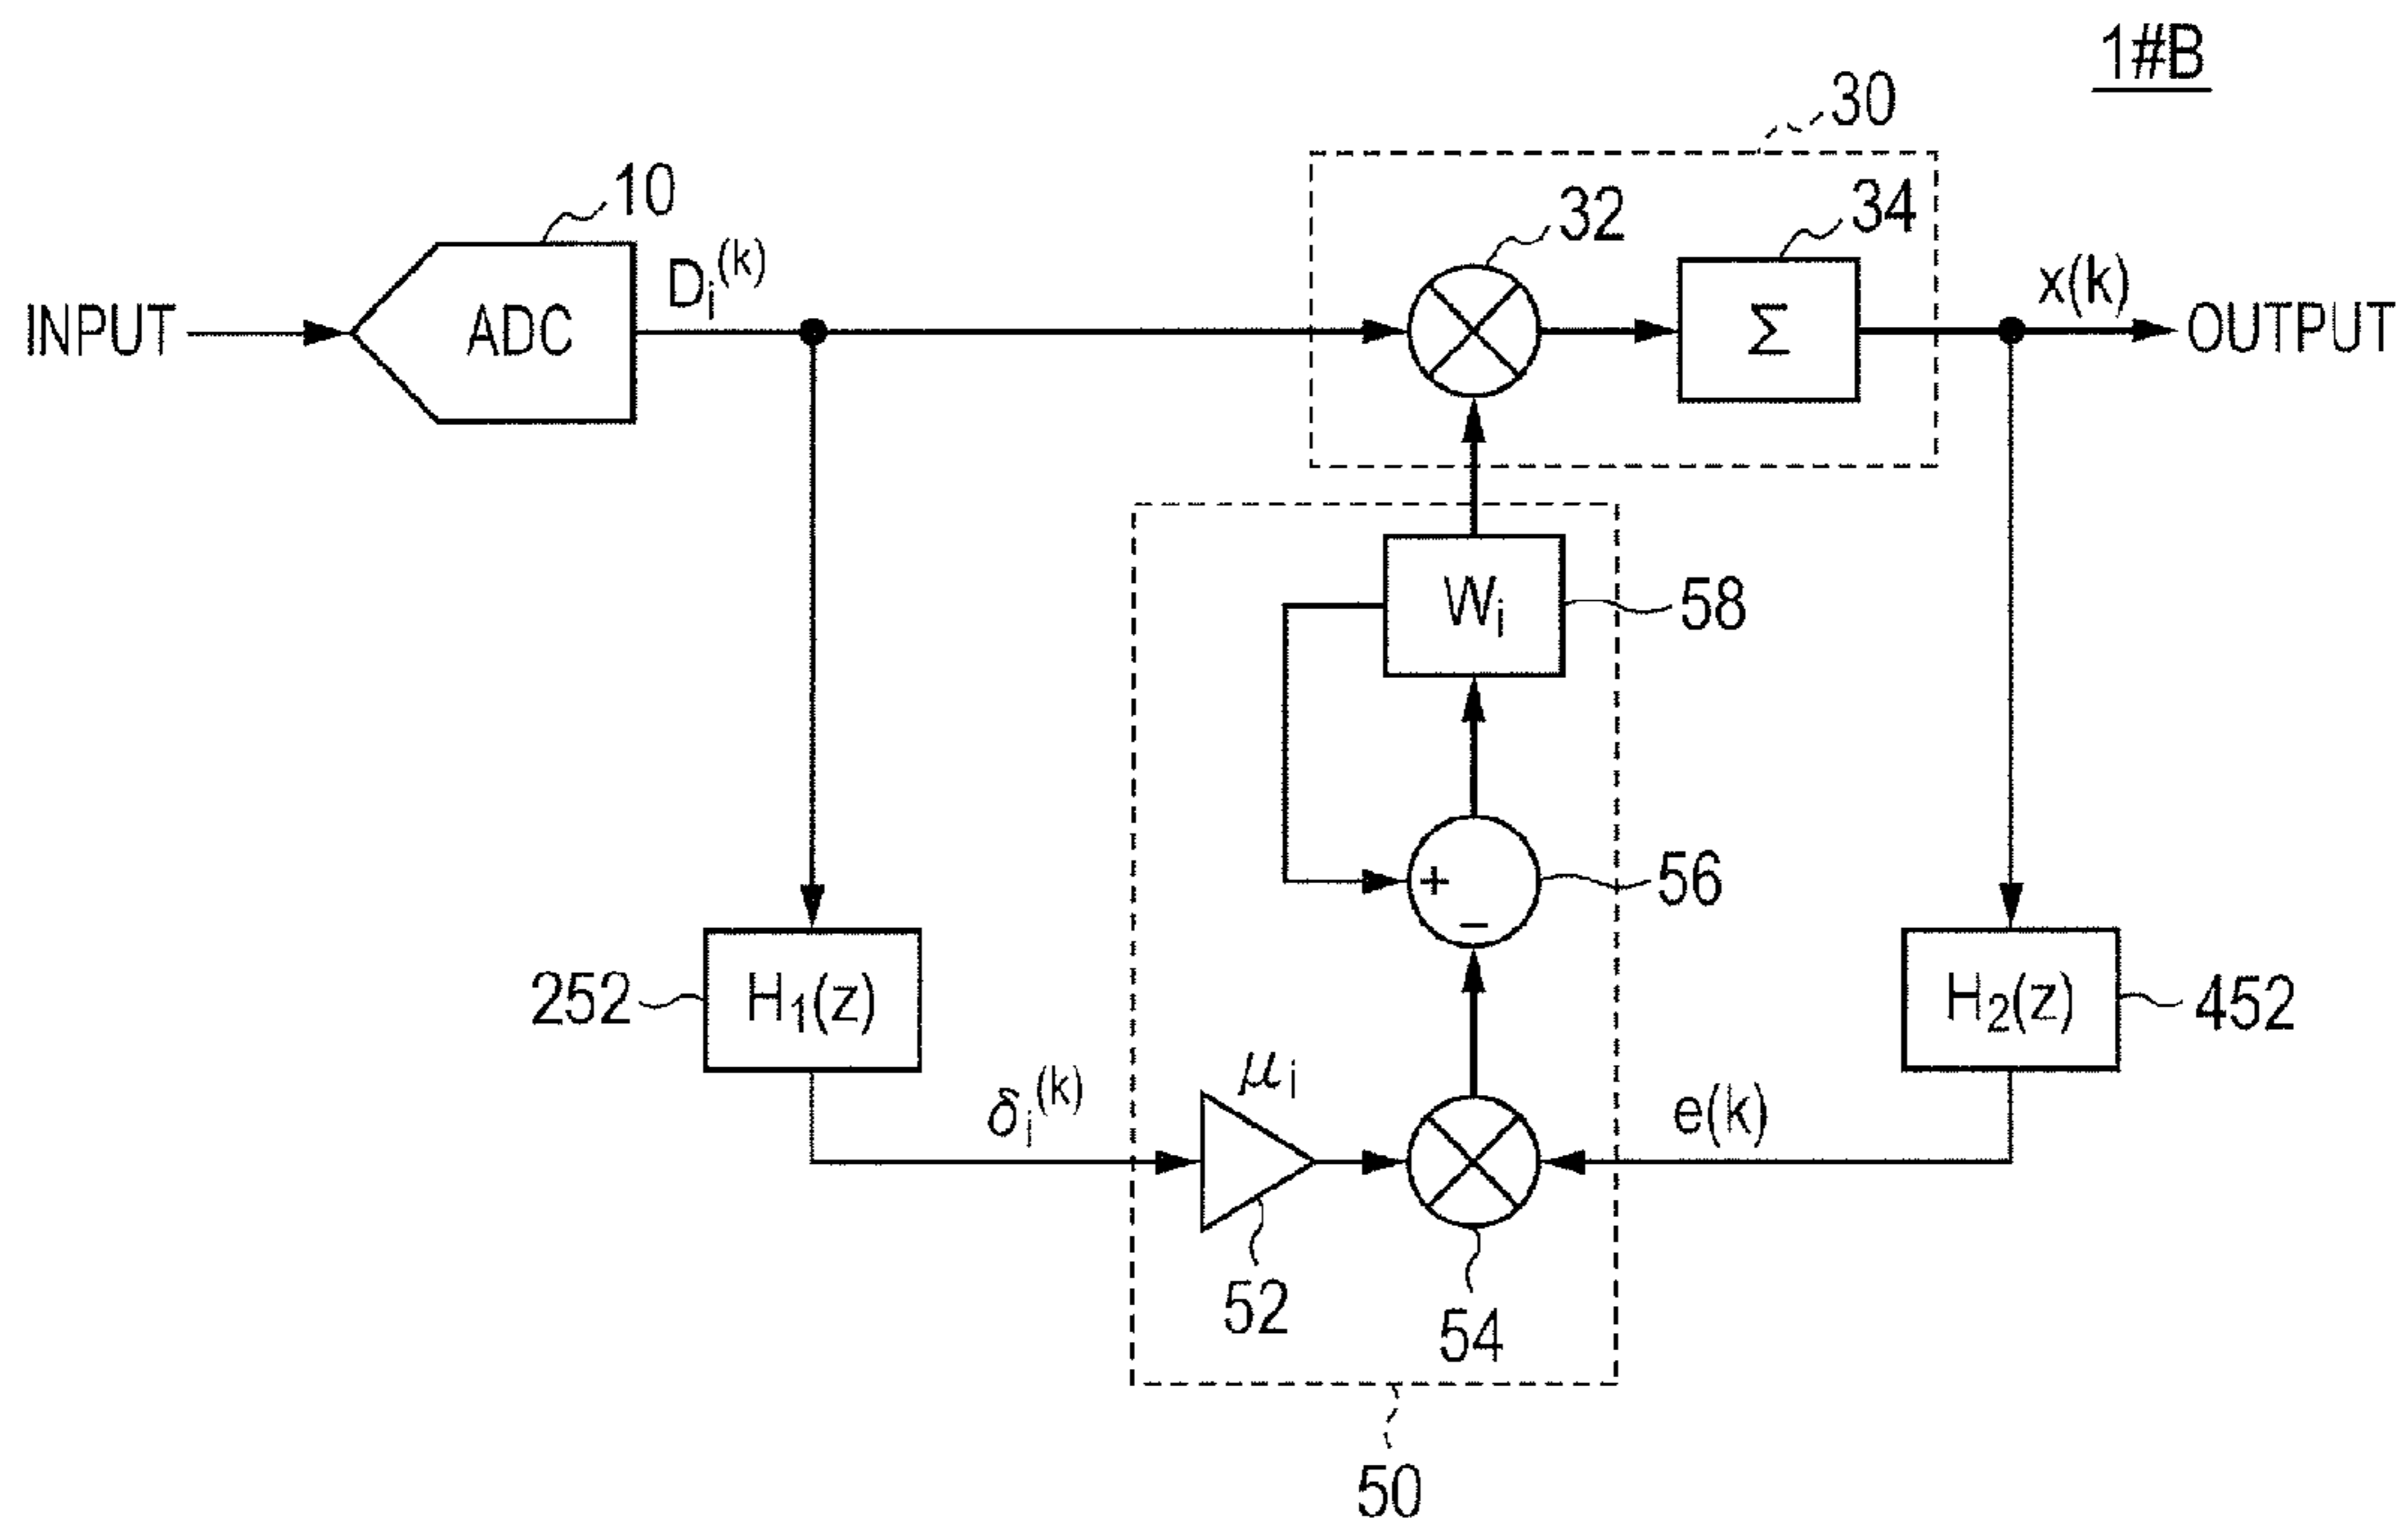 1#B
30
10
32
34
INPUT
ADC
Dᵢ⁽ᵏ⁾
Σ
x(k)
OUTPUT
Wᵢ
58
+
−
56
252
H₁(z)
H₂(z)
452
δᵢ⁽ᵏ⁾
μᵢ
e(k)
52
54
50